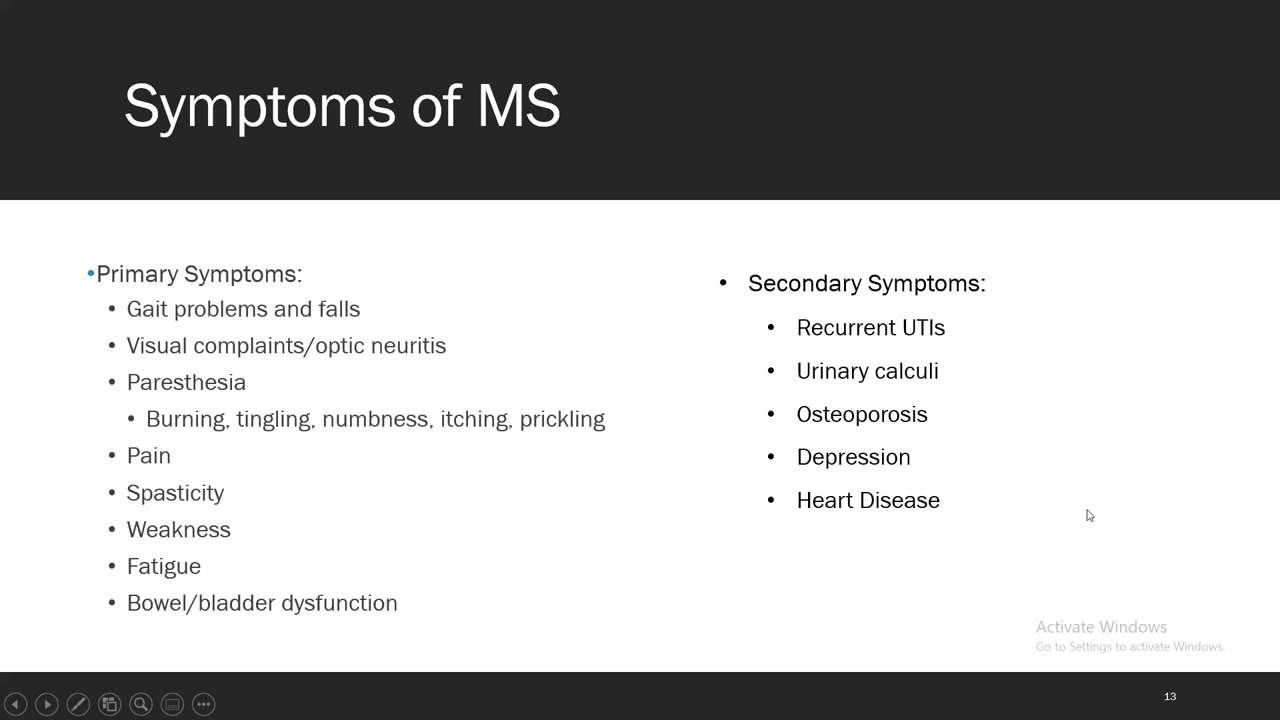 Symptoms of MS
•Primary Symptoms:
• Gait problems and falls
• Visual complaints/optic neuritis
• Paresthesia
• Burning, tingling, numbness, itching, prickling
• Pain
• Spasticity
• Weakness
• Fatigue
• Bowel/bladder dysfunction
• Secondary Symptoms:
• Recurrent UTIs
• Urinary calculi
• Osteoporosis
• Depression
• Heart Disease
Activate Windows
Go to Settings to activate Windows.
13